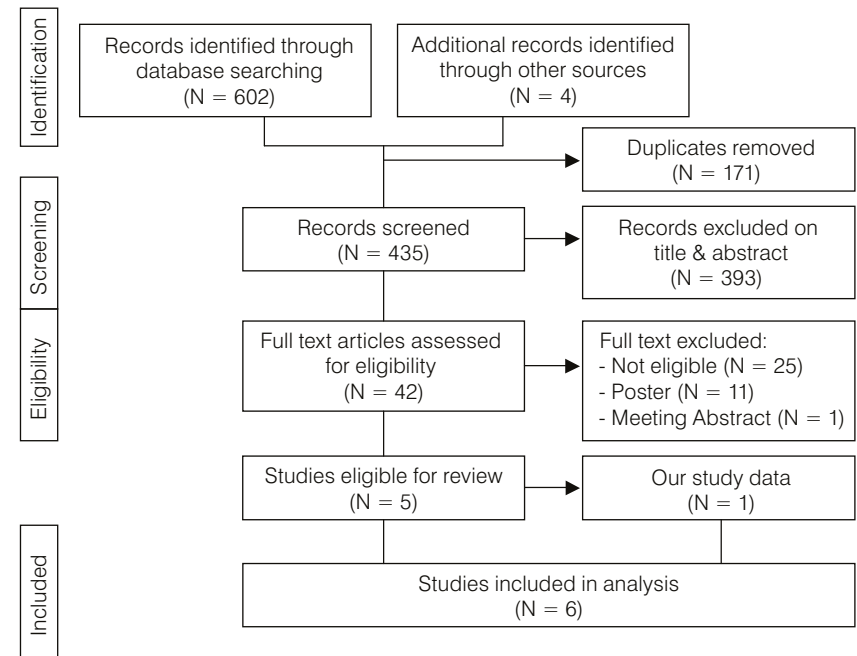 Identification
Records identified through
database searching
(N = 602)
Additional records identified
through other sources
(N = 4)
Duplicates removed
(N = 171)
Screening
Records screened
(N = 435)
Records excluded on
title & abstract
(N = 393)
Eligibility
Full text articles assessed
for eligibility
(N = 42)
Full text excluded:
- Not eligible (N = 25)
- Poster (N = 11)
- Meeting Abstract (N = 1)
Studies eligible for review
(N = 5)
Our study data
(N = 1)
Included
Studies included in analysis
(N = 6)